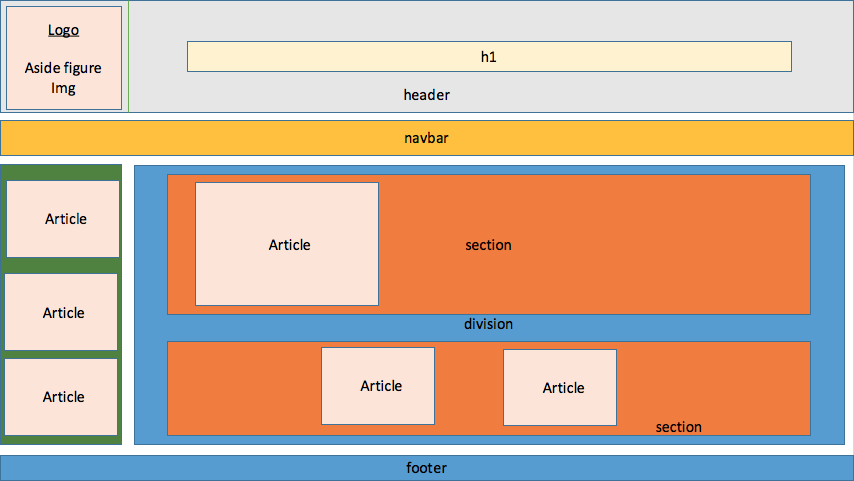 Logo
Aside figure
Img
h1
header
navbar
Article
Article
Article
Article
section
division
Article
Article
section
footer